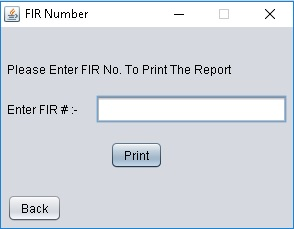 FIR Number
Please Enter FIR No. To Print The Report
Enter FIR # :-
Print
Back